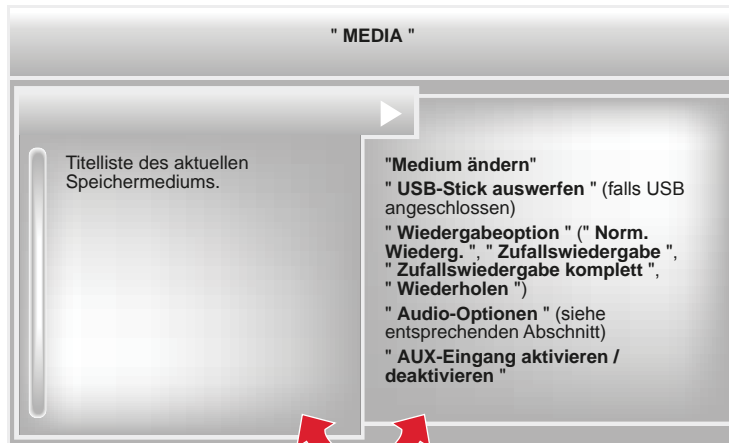 " MEDIA "
Titelliste des aktuellen
Speichermediums.
"Medium ändern"
" USB-Stick auswerfen " (falls USB
angeschlossen)
" Wiedergabeoption " (" Norm.
Wiederg. ", " Zufallswiedergabe ",
" Zufallswiedergabe komplett ",
" Wiederholen ")
" Audio-Optionen " (siehe
entsprechenden Abschnitt)
" AUX-Eingang aktivieren /
deaktivieren "